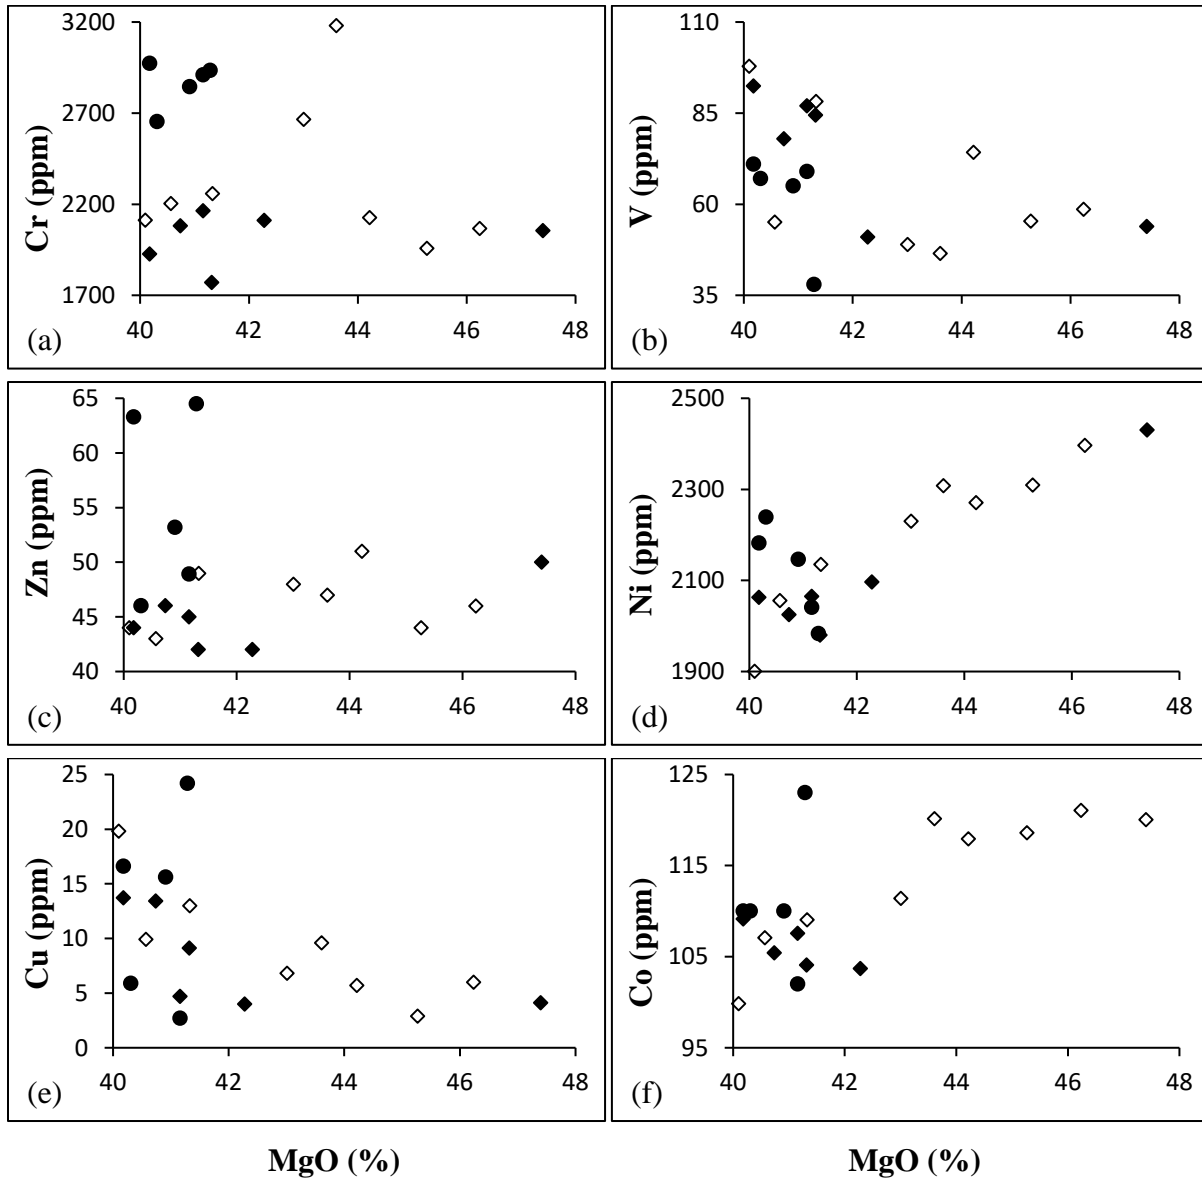 3200
2700
2200
1700
Cr (ppm)
40 42 44 46 48
(a)
110
85
60
35
V (ppm)
40 42 44 46 48
(b)
65
60
55
50
45
40
Zn (ppm)
40 42 44 46 48
(c)
2500
2300
2100
1900
Ni (ppm)
40 42 44 46 48
(d)
25
20
15
10
5
0
Cu (ppm)
40 42 44 46 48
(e)
125
115
105
95
Co (ppm)
40 42 44 46 48
(f)
MgO (%)
MgO (%)